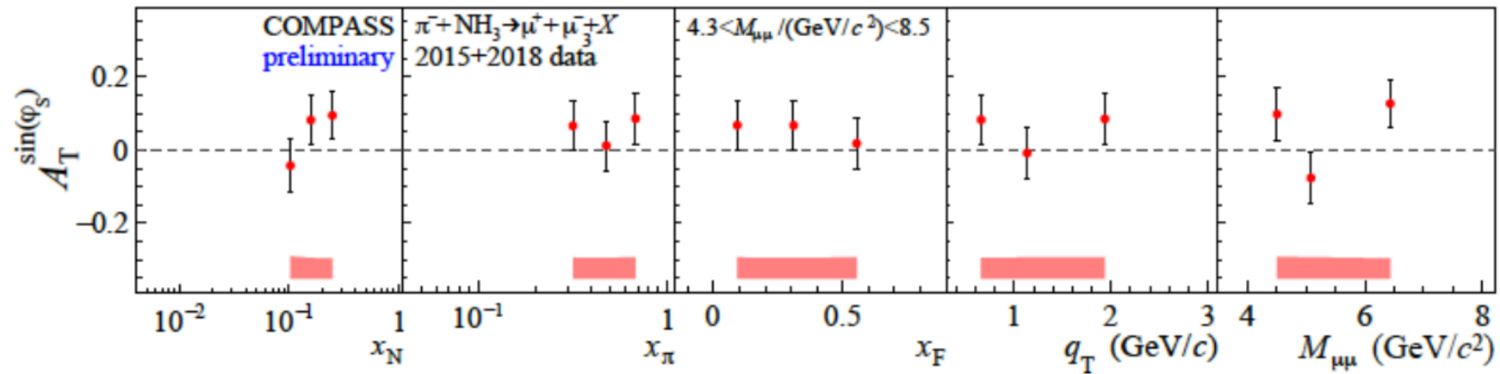 COMPASS
preliminary
π⁻+ NH₃→μ⁺+ μ⁻+X
2015+2018 data
4.3<M_μμ/(GeV/c²)<8.5
A_T^sin(φ_S)
0.2
0
−0.2
10⁻² 10⁻¹ 1
x_N
10⁻¹ 1
x_π
0 0.5
x_F
1 2 3
q_T (GeV/c)
4 6 8
M_μμ (GeV/c²)